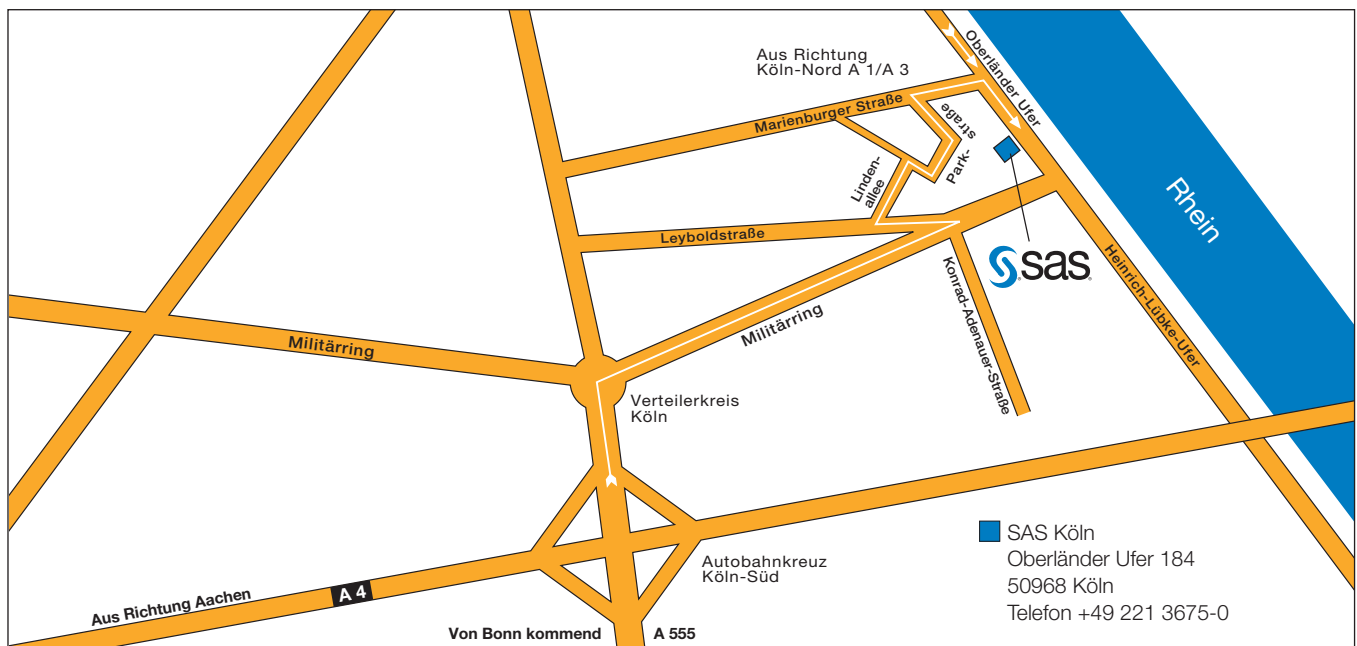 Aus Richtung
Köln-Nord A 1/A 3
Oberländer Ufer
Marienburger Straße
Park-
straße
Linden-
allee
Rhein
Leyboldstraße
sas
Konrad-Adenauer-Straße
Heinrich-Lübke-Ufer
Militärring
Militärring
Verteilerkreis
Köln
Autobahnkreuz
Köln-Süd
Aus Richtung Aachen
A 4
Von Bonn kommend
A 555
SAS Köln
Oberländer Ufer 184
50968 Köln
Telefon +49 221 3675-0